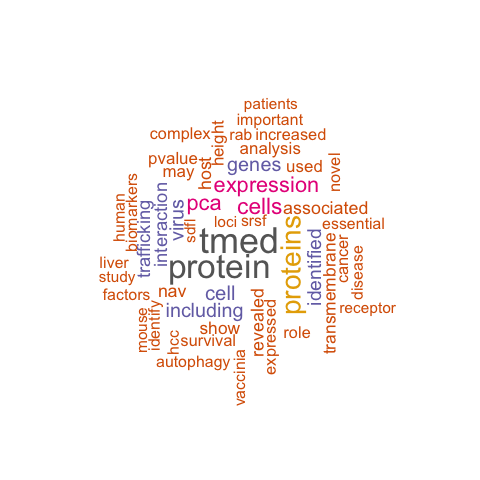 patients
important
complex
rab
increased
height
analysis
pvalue
may
host
genes
used
novel
expression
human
biomarkers
trafficking
interaction
virus
pca
cells
associated
sdfl
loci
srsf
essential
tmed
protein
proteins
identified
transmembrane
cancer
disease
liver
study
factors
nav
cell
including
receptor
mouse
identify
hcc
show
survival
revealed
expressed
role
autophagy
vaccinia